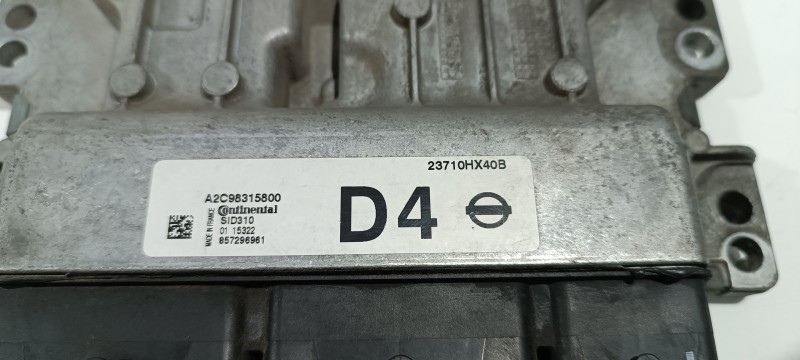 23710HX40B
A2C98315800
Continental
SID310
01 15322
857296961
MADE IN FRANCE
D4